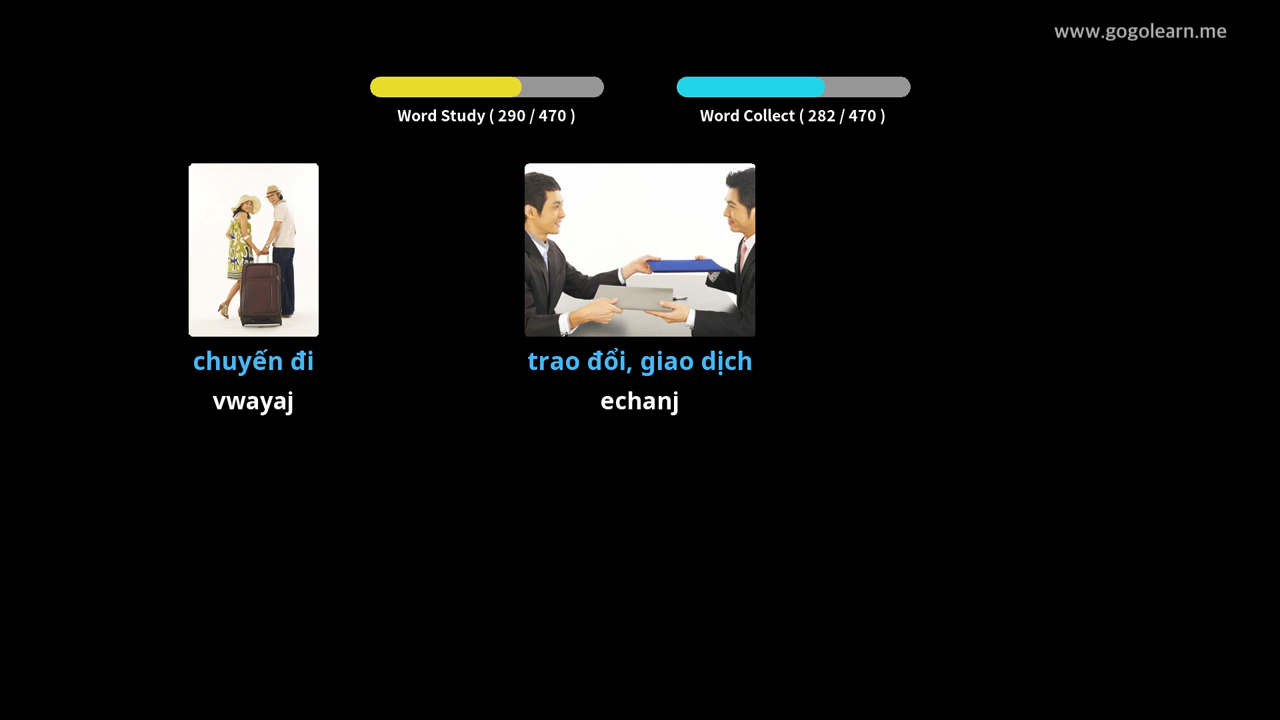 www.gogolearn.me
Word Study ( 290 / 470 )
Word Collect ( 282 / 470 )
chuyến đi
vwayaj
trao đổi, giao dịch
echanj